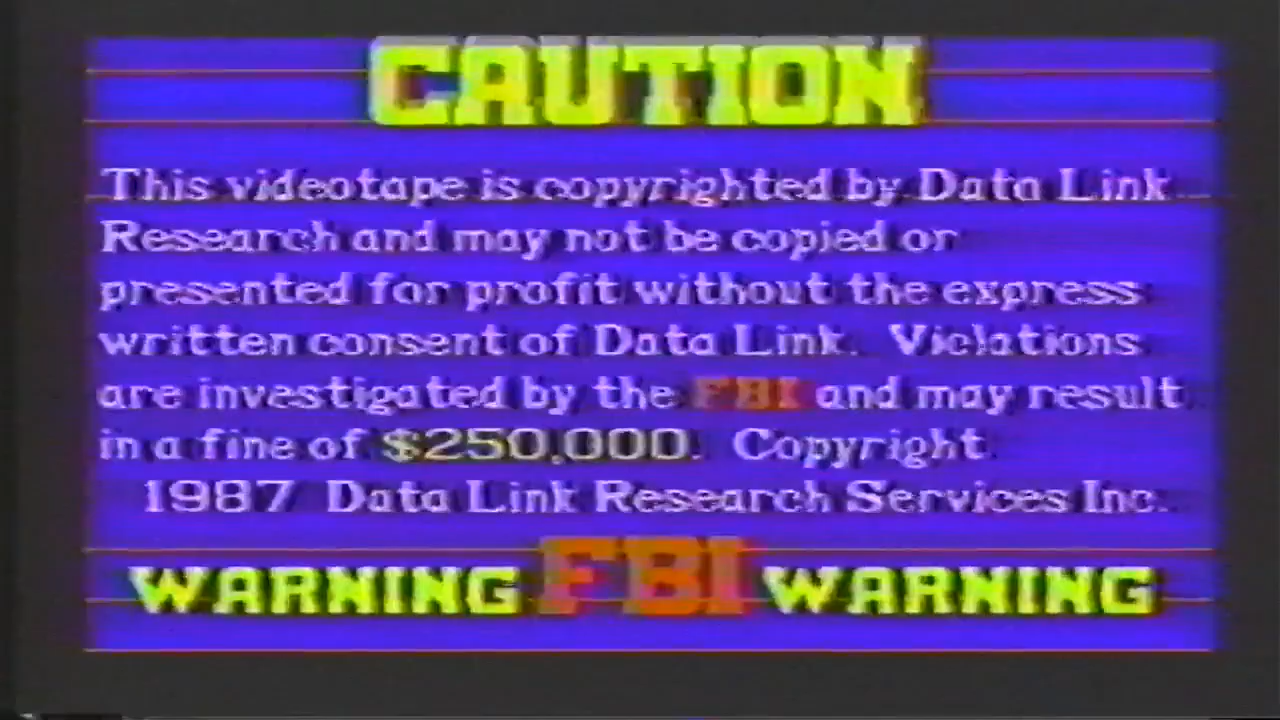 CAUTION
This videotape is copyrighted by Data Link
Research and may not be copied or
presented for profit without the express
written consent of Data Link. Violations
are investigated by the FBI and may result
in a fine of $250,000. Copyright
1987 Data Link Research Services Inc.
WARNING FBI WARNING